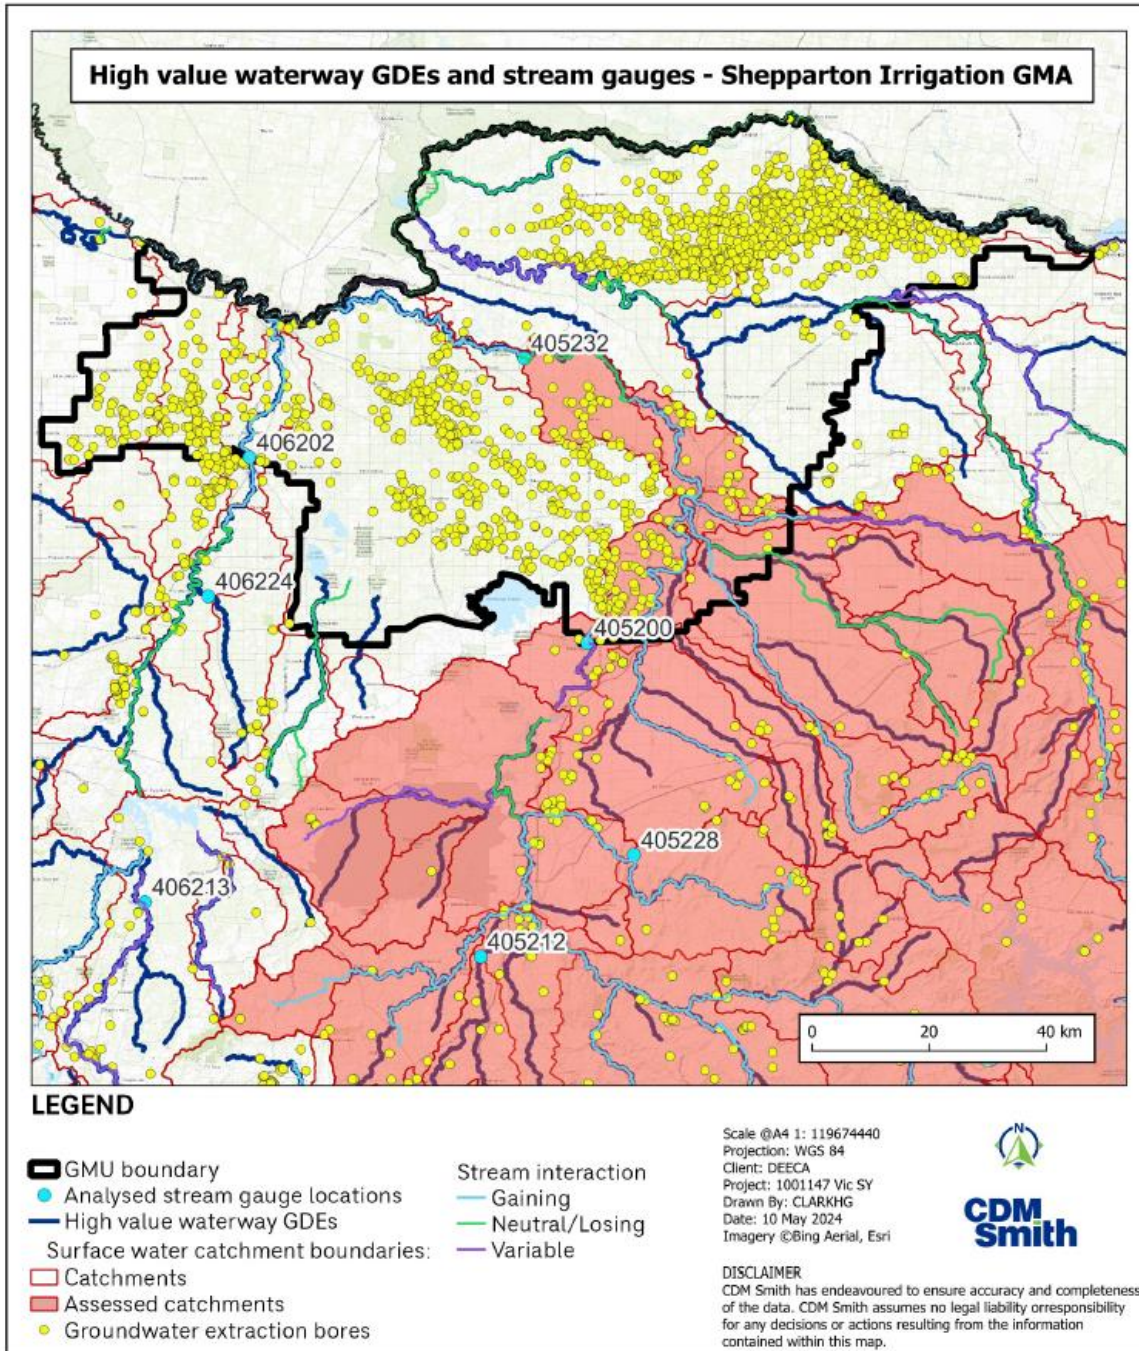 High value waterway GDEs and stream gauges - Shepparton Irrigation GMA
405232
406202
406224
405200
405228
406213
405212
0 20 40 km
LEGEND
GMU boundary
Analysed stream gauge locations
High value waterway GDEs
Surface water catchment boundaries:
Catchments
Assessed catchments
Groundwater extraction bores
Stream interaction
Gaining
Neutral/Losing
Variable
Scale @A4 1: 119674440
Projection: WGS 84
Client: DEECA
Project: 1001147 Vic SY
Drawn By: CLARKHG
Date: 10 May 2024
Imagery ©Bing Aerial, Esri
N
CDM
Smith
DISCLAIMER
CDM Smith has endeavoured to ensure accuracy and completeness
of the data. CDM Smith assumes no legal liability orresponsibility
for any decisions or actions resulting from the information
contained within this map.